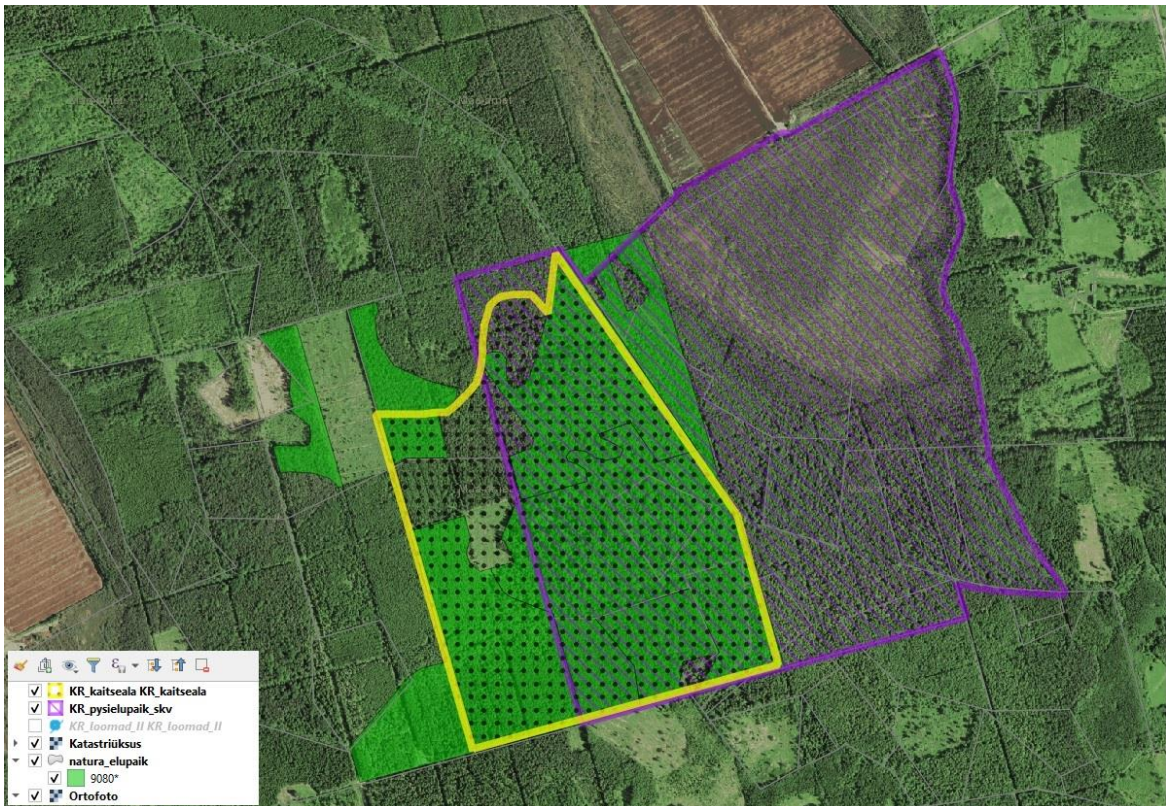 KR_kaitseala KR_kaitseala
KR_pysielupaik_skv
KR_loomad_II KR_loomad_II
Katastriüksus
natura_elupaik
9080*
Ortofoto